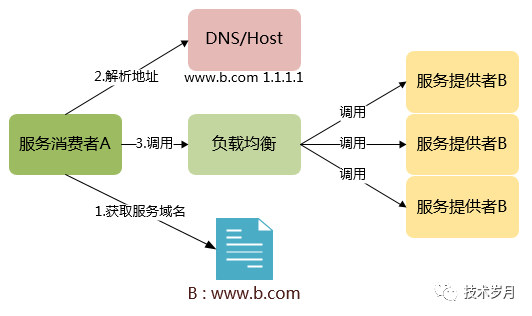 DNS/Host
www.b.com 1.1.1.1
2.解析地址
服务消费者A
3.调用
负载均衡
调用
调用
调用
服务提供者B
服务提供者B
服务提供者B
1.获取服务域名
B : www.b.com
技术岁月